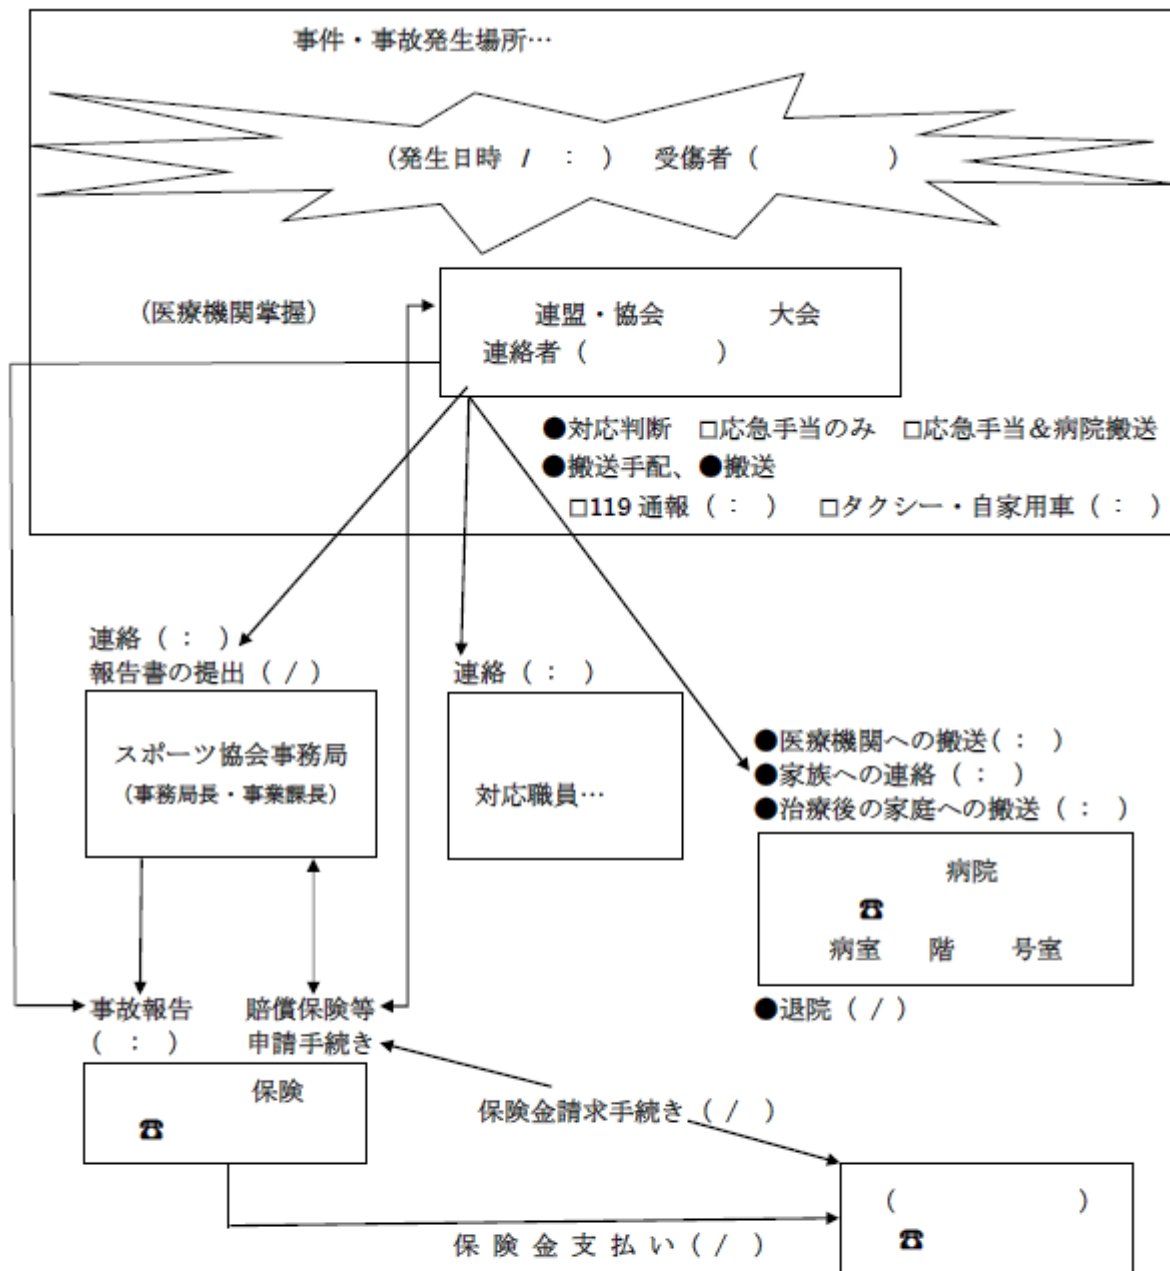 事件・事故発生場所…
(発生日時 / : ) 受傷者 ( )
(医療機関掌握)
連盟・協会 大会
連絡者 ( )
●対応判断 □応急手当のみ □応急手当&病院搬送
●搬送手配、●搬送
□119 通報 ( : ) □タクシー・自家用車 ( : )
連絡 ( : )
報告書の提出 ( / )
スポーツ協会事務局
(事務局長・事業課長)
連絡 ( : )
対応職員…
●医療機関への搬送( : )
●家族への連絡 ( : )
●治療後の家庭への搬送 ( : )
病院
☎
病室 階 号室
●退院 ( / )
事故報告
( : )
賠償保険等
申請手続き
保険
☎
保険金請求手続き ( / )
保 険 金 支 払 い ( / )
( )
☎